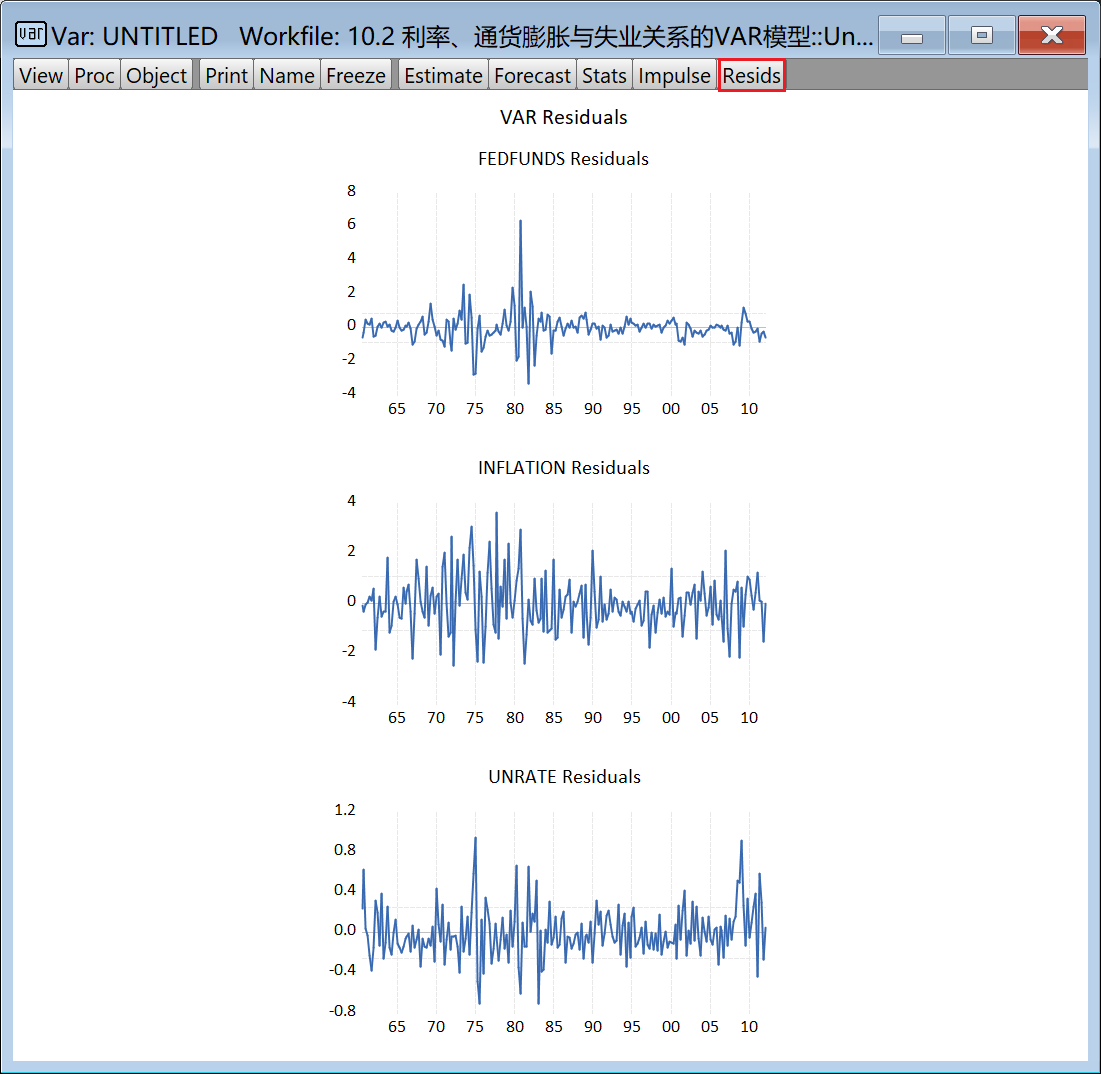 var Var: UNTITLED Workfile: 10.2 利率、通货膨胀与失业关系的VAR模型::Un...
View Proc Object Print Name Freeze Estimate Forecast Stats Impulse Resids
VAR Residuals
FEDFUNDS Residuals
8
6
4
2
0
-2
-4
65 70 75 80 85 90 95 00 05 10
INFLATION Residuals
4
2
0
-2
-4
65 70 75 80 85 90 95 00 05 10
UNRATE Residuals
1.2
0.8
0.4
0.0
-0.4
-0.8
65 70 75 80 85 90 95 00 05 10